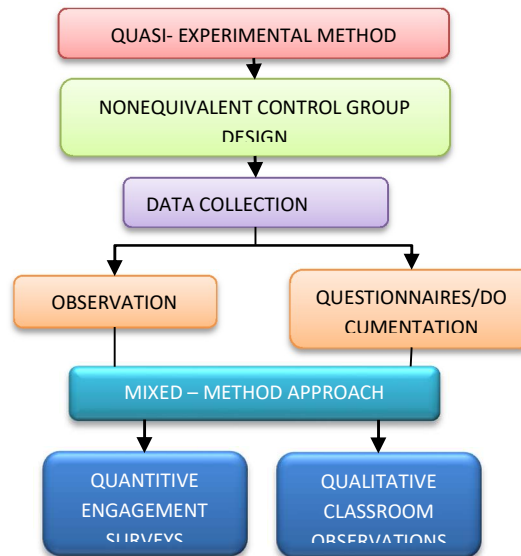 QUASI- EXPERIMENTAL METHOD
NONEQUIVALENT CONTROL GROUP
DESIGN
DATA COLLECTION
OBSERVATION
QUESTIONNAIRES/DO
CUMENTATION
MIXED – METHOD APPROACH
QUANTITIVE
ENGAGEMENT
SURVEYS
QUALITATIVE
CLASSROOM
OBSERVATIONS